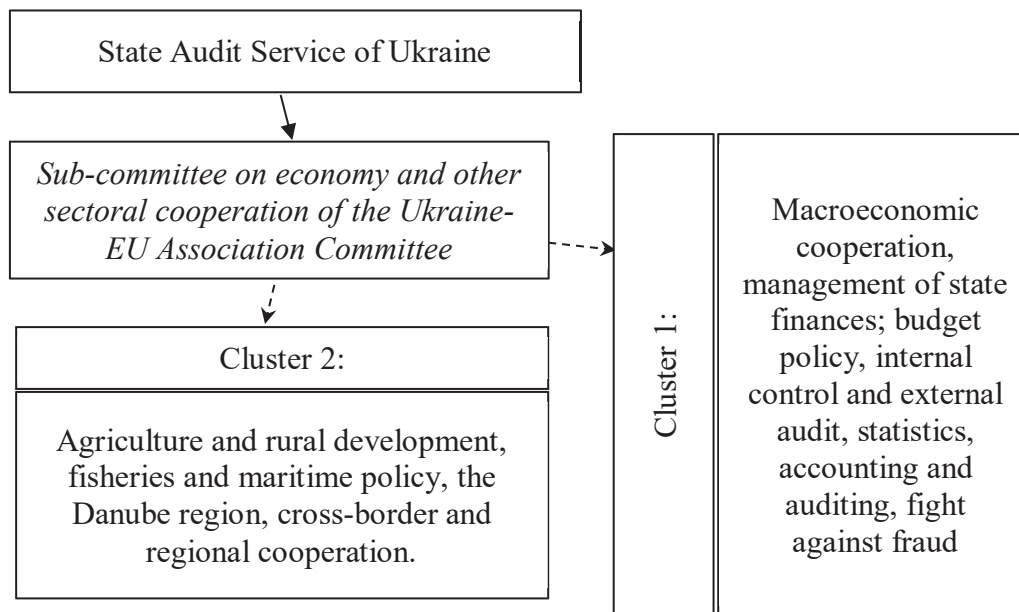 State Audit Service of Ukraine
Sub-committee on economy and other
sectoral cooperation of the Ukraine-
EU Association Committee
Cluster 2:
Agriculture and rural development,
fisheries and maritime policy, the
Danube region, cross-border and
regional cooperation.
Cluster 1:
Macroeconomic
cooperation,
management of state
finances; budget
policy, internal
control and external
audit, statistics,
accounting and
auditing, fight
against fraud